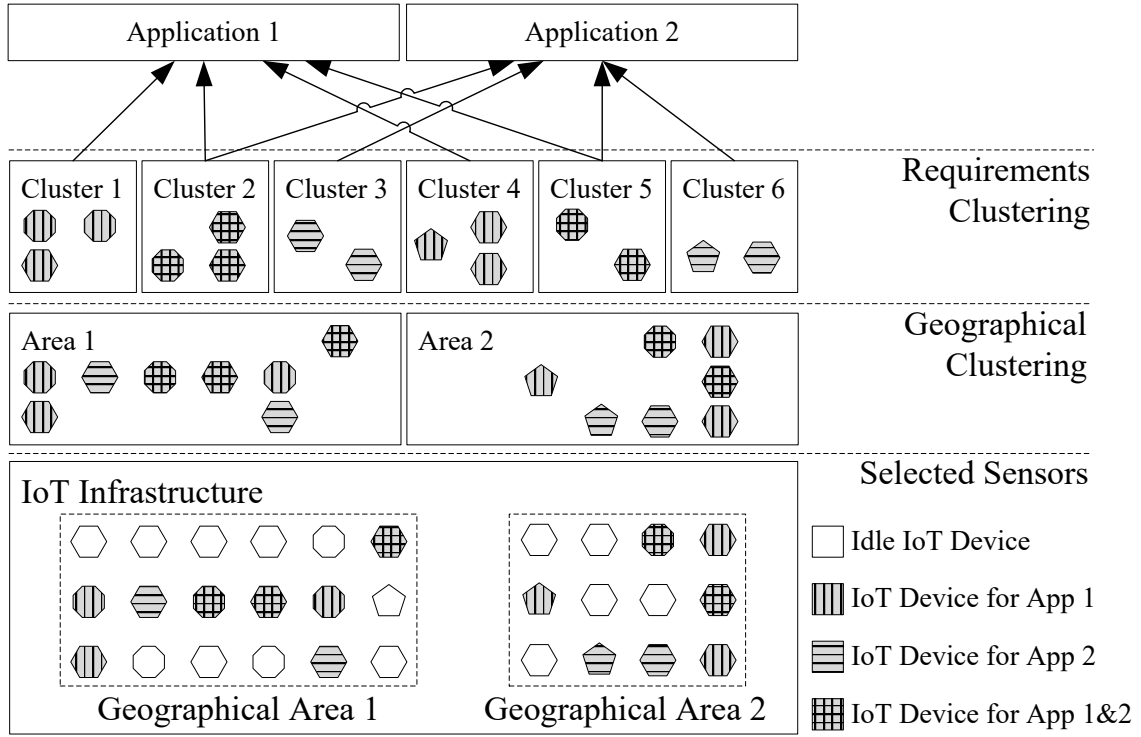 Application 1
Application 2
Cluster 1
Cluster 2
Cluster 3
Cluster 4
Cluster 5
Cluster 6
Requirements
Clustering
Area 1
Area 2
Geographical
Clustering
Selected Sensors
IoT Infrastructure
Idle IoT Device
IoT Device for App 1
IoT Device for App 2
IoT Device for App 1&2
Geographical Area 1
Geographical Area 2